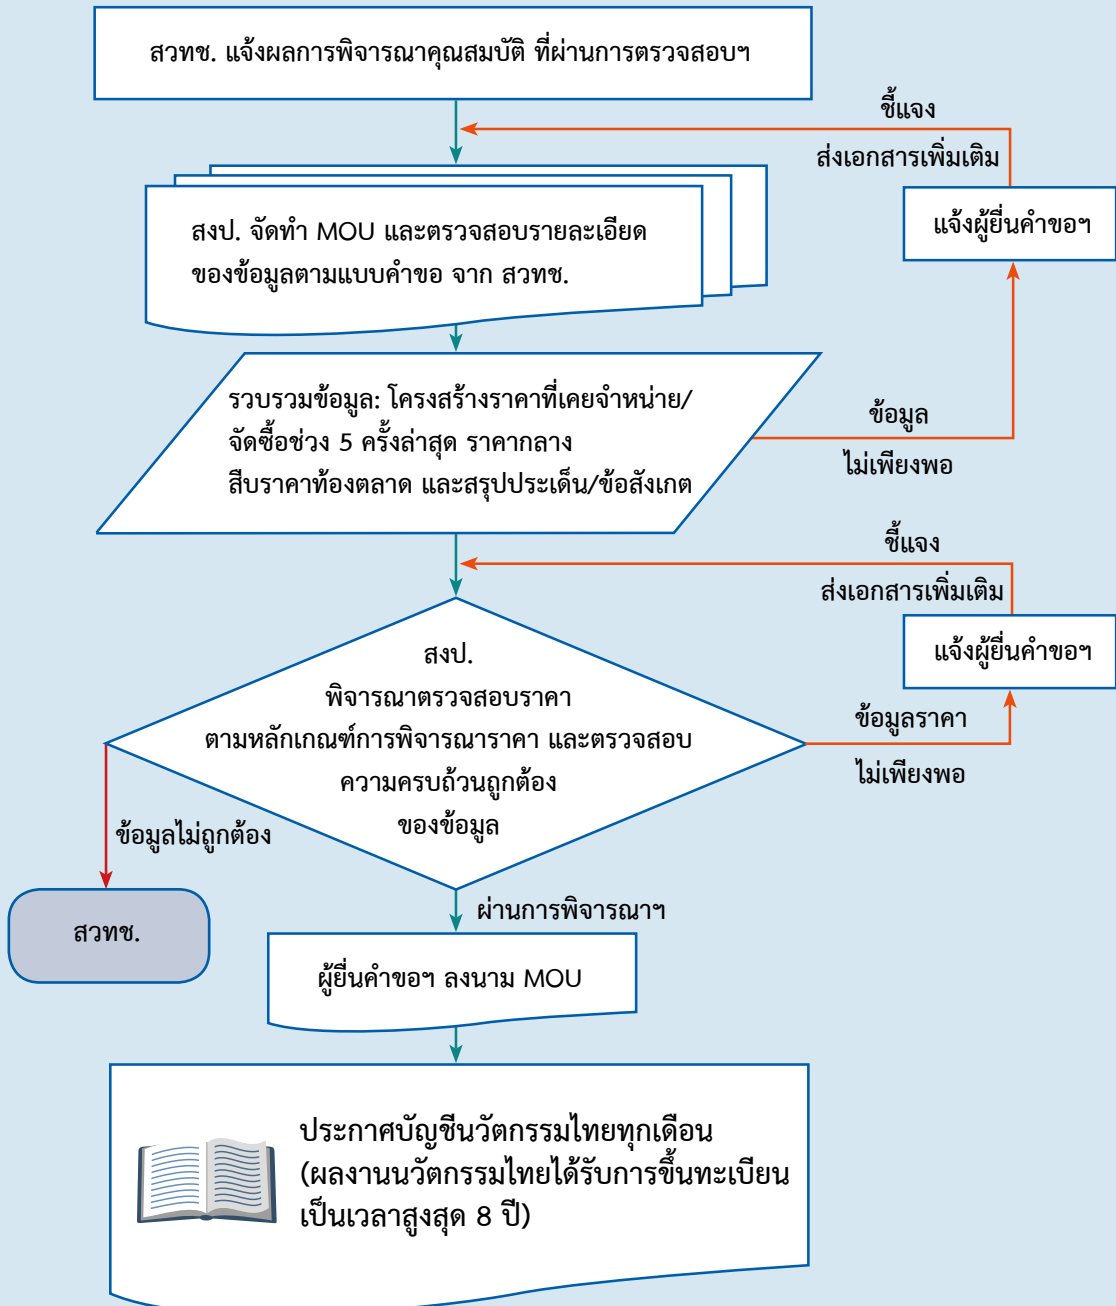 สวทช. แจ้งผลการพิจารณาคุณสมบัติ ที่ผ่านการตรวจสอบฯ
ชี้แจง
ส่งเอกสารเพิ่มเติม
แจ้งผู้ยื่นคำขอฯ
สงป. จัดทำ MOU และตรวจสอบรายละเอียด
ของข้อมูลตามแบบคำขอ จาก สวทช.
รวบรวมข้อมูล: โครงสร้างราคาที่เคยจำหน่าย/
จัดซื้อช่วง 5 ครั้งล่าสุด ราคากลาง
สืบราคาท้องตลาด และสรุปประเด็น/ข้อสังเกต
ข้อมูล
ไม่เพียงพอ
ชี้แจง
ส่งเอกสารเพิ่มเติม
แจ้งผู้ยื่นคำขอฯ
สงป.
พิจารณาตรวจสอบราคา
ตามหลักเกณฑ์การพิจารณาราคา และตรวจสอบ
ความครบถ้วนถูกต้อง
ของข้อมูล
ข้อมูลราคา
ไม่เพียงพอ
ข้อมูลไม่ถูกต้อง
สวทช.
ผ่านการพิจารณาฯ
ผู้ยื่นคำขอฯ ลงนาม MOU
ประกาศบัญชีนวัตกรรมไทยทุกเดือน
(ผลงานนวัตกรรมไทยได้รับการขึ้นทะเบียน
เป็นเวลาสูงสุด 8 ปี)